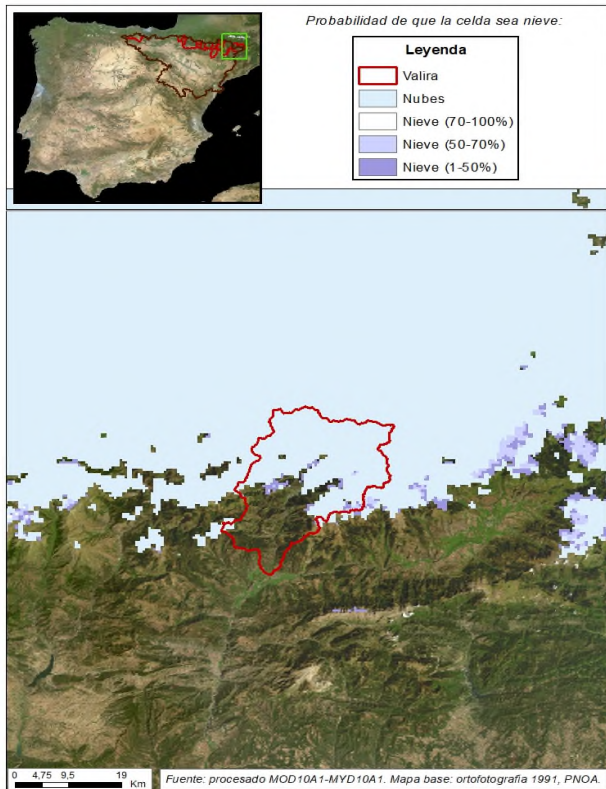 Probabilidad de que la celda sea nieve:
Leyenda
Valira
Nubes
Nieve (70-100%)
Nieve (50-70%)
Nieve (1-50%)
0 4,75 9,5 19
Km
Fuente: procesado MOD10A1-MYD10A1. Mapa base: ortofotografia 1991, PNOA.